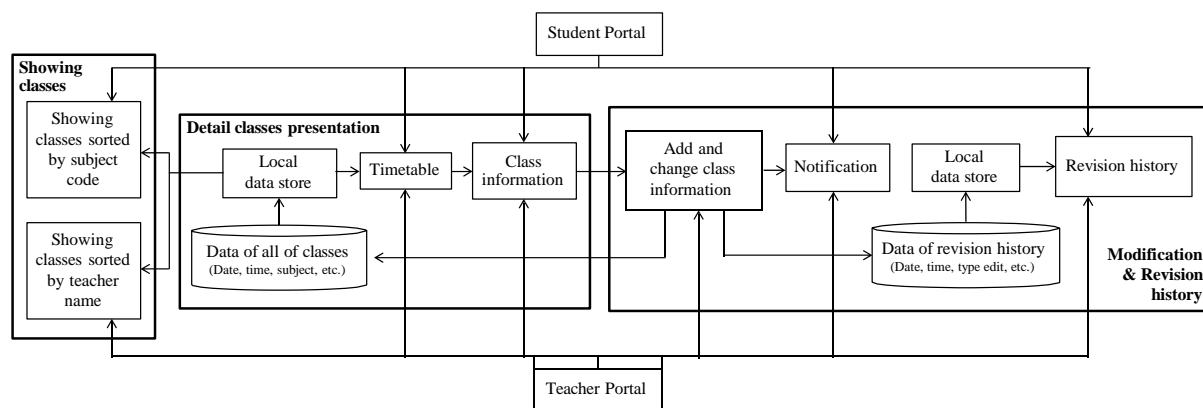 Student Portal
Showing
classes
Showing
classes sorted
by subject
code
Showing
classes sorted
by teacher
name
Detail classes presentation
Local
data store
Timetable
Class
information
Data of all of classes
(Date, time, subject, etc.)
Add and
change class
information
Notification
Local
data store
Revision history
Data of revision history
(Date, time, type edit, etc.)
Modification
& Revision
history
Teacher Portal